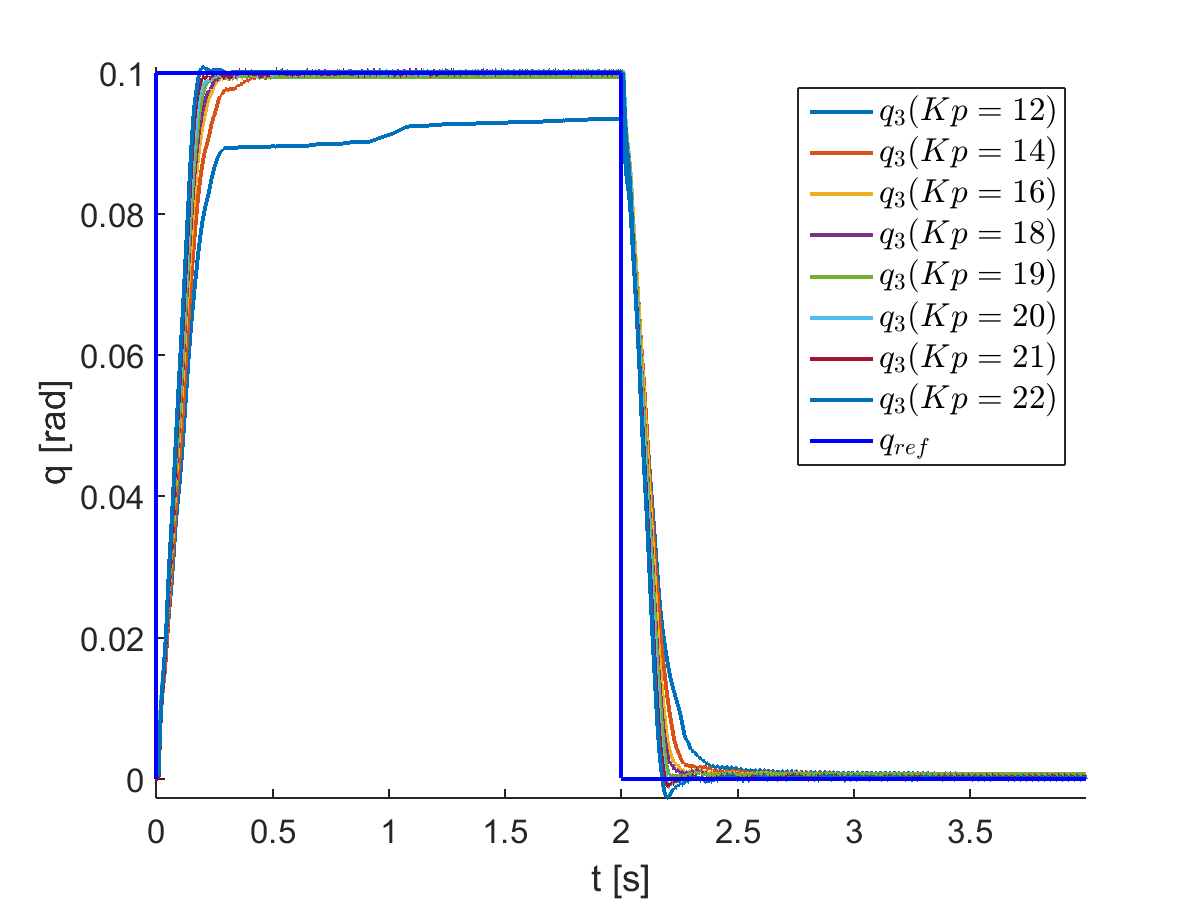 0.1
0.08
0.06
0.04
0.02
0
q [rad]
0
0.5
1
1.5
2
2.5
3
3.5
t [s]
q₃(Kp = 12)
q₃(Kp = 14)
q₃(Kp = 16)
q₃(Kp = 18)
q₃(Kp = 19)
q₃(Kp = 20)
q₃(Kp = 21)
q₃(Kp = 22)
q_ref